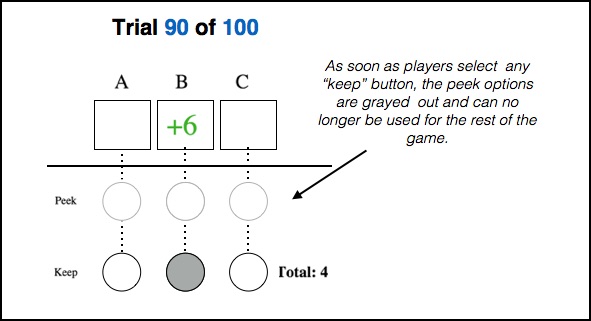 Trial 90 of 100
As soon as players select any
"keep" button, the peek options
are grayed out and can no
longer be used for the rest of the
game.
A B C
+6
Peek
Keep
Total: 4